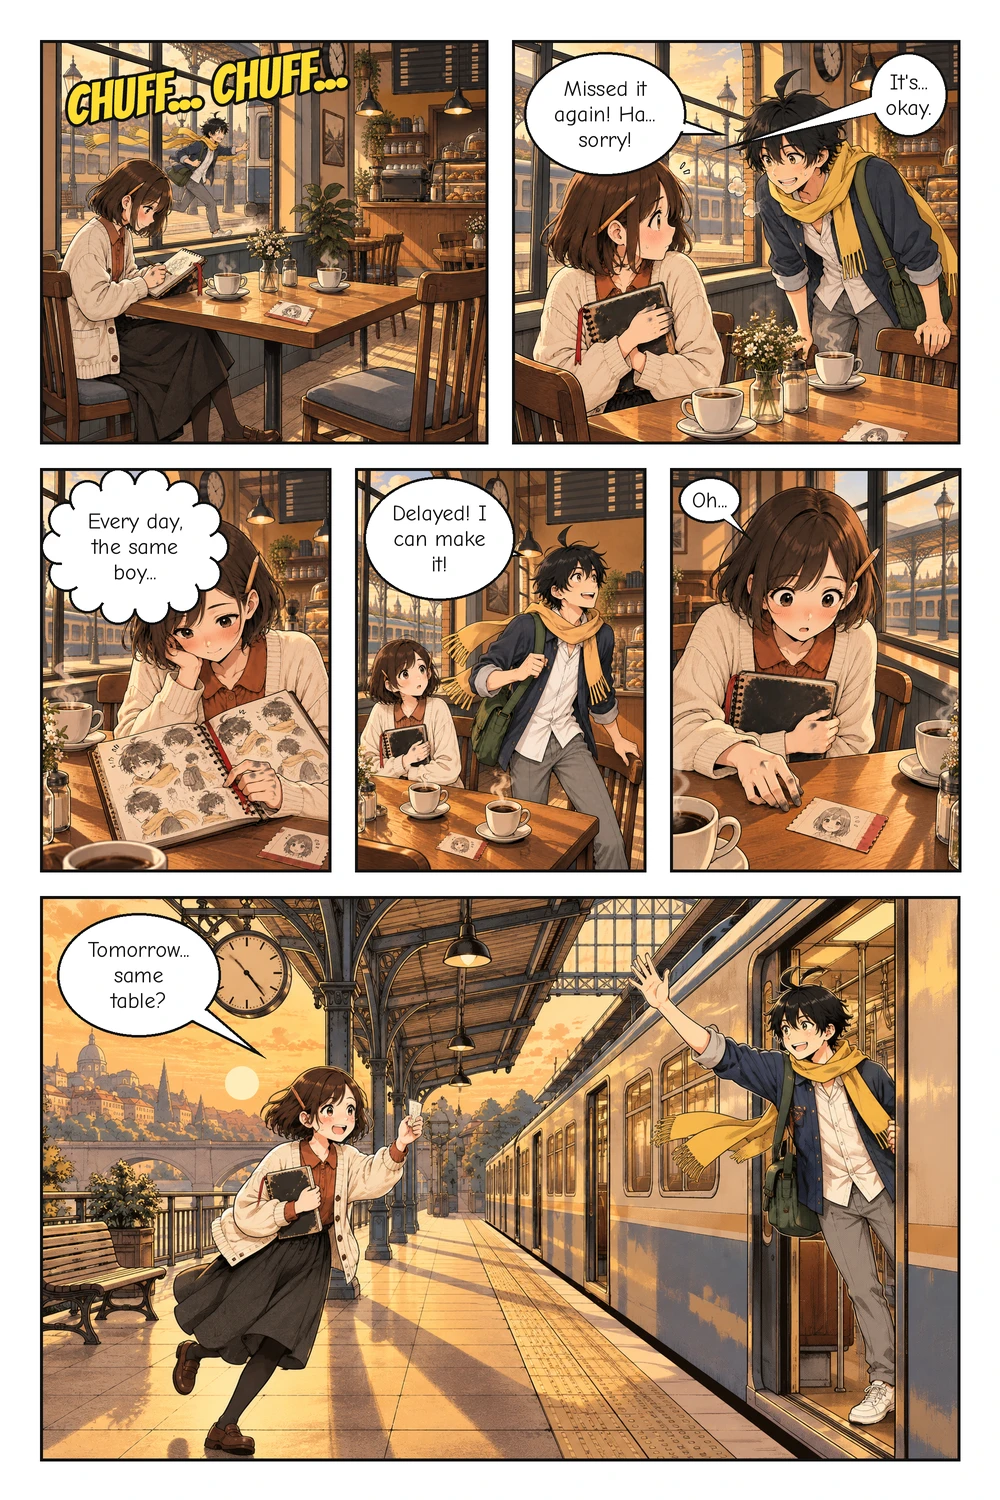 CHUFF... CHUFF...
Missed it
again! Ha...
sorry!
It's...
okay.
Every day,
the same
boy...
Delayed! I
can make
it!
Oh...
Tomorrow...
same
table?